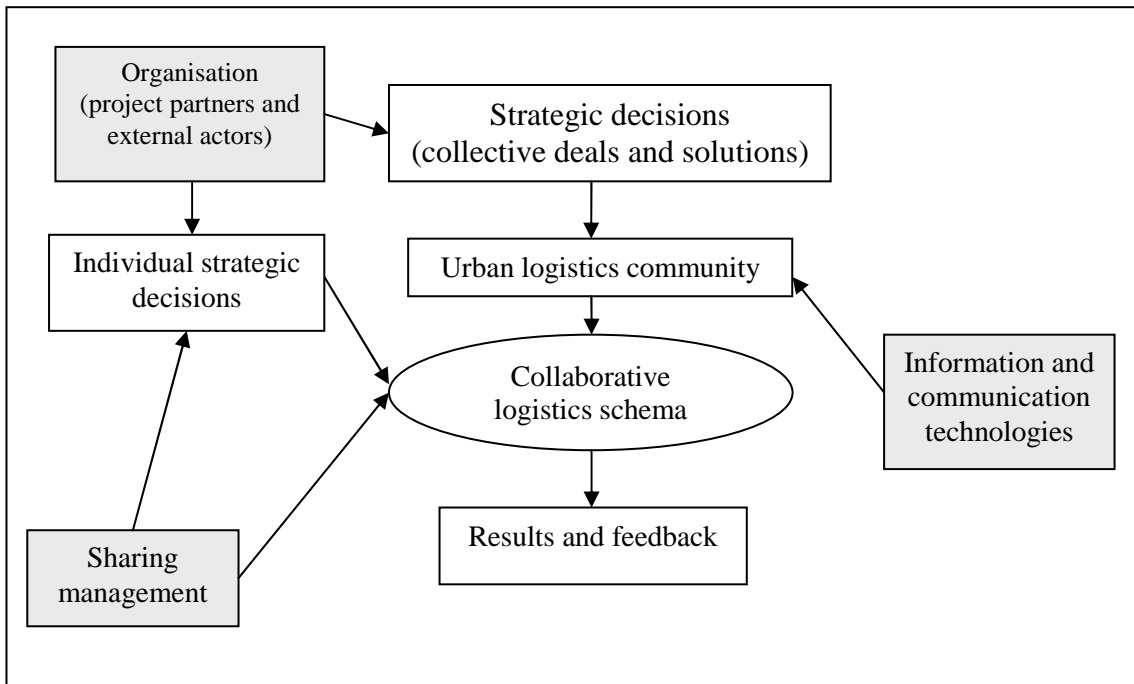 Organisation
(project partners and
external actors)
Strategic decisions
(collective deals and solutions)
Individual strategic
decisions
Urban logistics community
Collaborative
logistics schema
Information and
communication
technologies
Results and feedback
Sharing
management